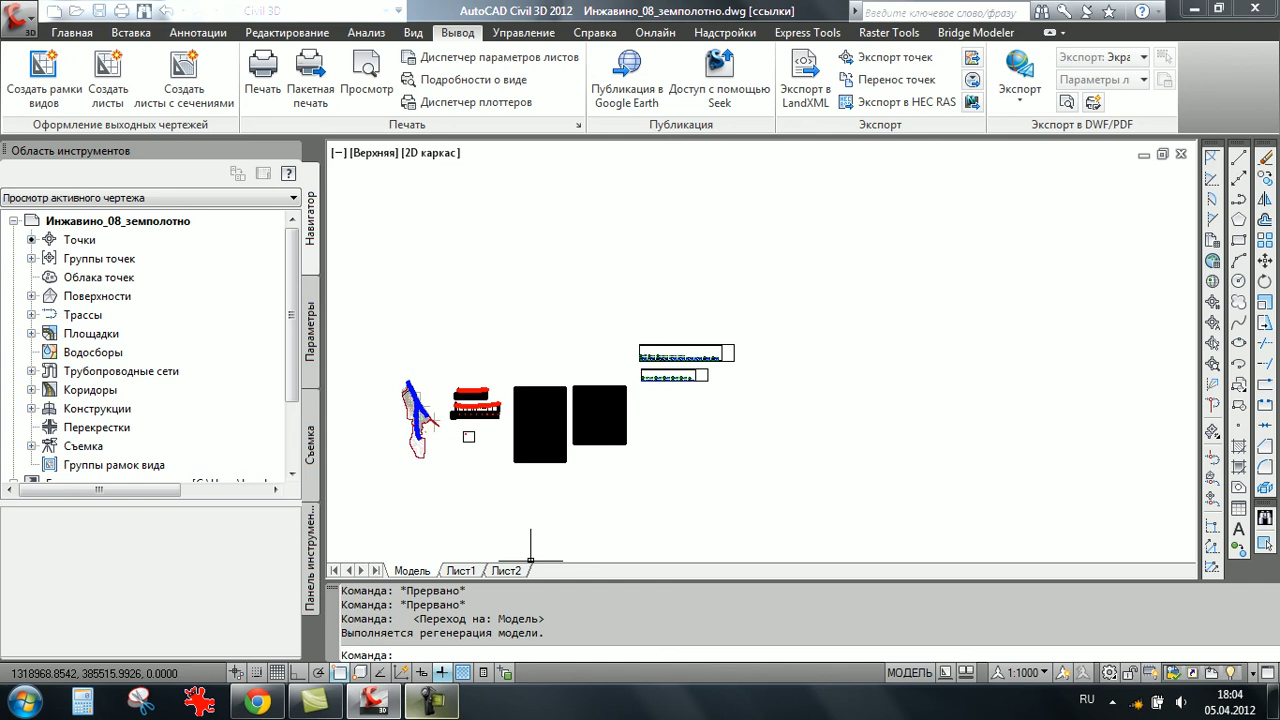 3D
Civil 3D
AutoCAD Civil 3D 2012 Инжавино_08_земполотно.dwg [ссылки]
Введите ключевое слово/фразу
Главная Вставка Аннотации Редактирование Анализ Вид Вывод Управление Справка Онлайн Надстройки Express Tools Raster Tools Bridge Modeler
Создать рамки видов
Создать листы
Создать листы с сечениями
Оформление выходных чертежей
Печать
Пакетная печать
Просмотр
Диспетчер параметров листов
Подробности о виде
Диспетчер плоттеров
Печать
Публикация в Google Earth
Доступ с помощью Seek
Публикация
Экспорт в LandXML
Экспорт точек
Перенос точек
Экспорт в HEC RAS
Экспорт
Экспорт
Экспорт: Экра
Параметры л
Экспорт в DWF/PDF
Область инструментов
Просмотр активного чертежа
Инжавино_08_земполотно
Точки
Группы точек
Облака точек
Поверхности
Трассы
Площадки
Водосборы
Трубопроводные сети
Коридоры
Конструкции
Перекрестки
Съемка
Группы рамок вида
Навигатор
Параметры
Съемка
Панель инструмен...
[−] [Верхняя] [2D каркас]
Модель Лист1 Лист2
Команда: *Прервано*
Команда: *Прервано*
Команда: <Переход на: Модель>
Выполняется регенерация модели.
Команда:
1318968.8542, 385515.9926, 0.0000
МОДЕЛЬ
1:1000
RU
18:04
05.04.2012